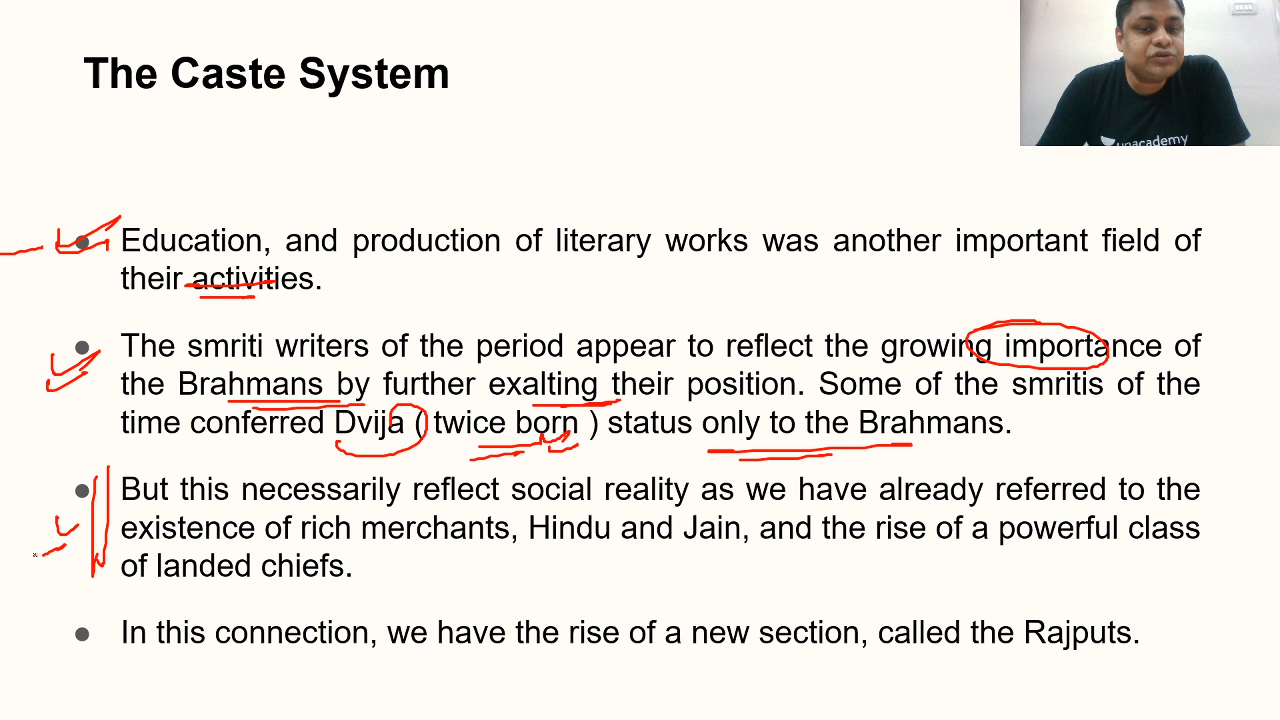 The Caste System
unacademy
Education, and production of literary works was another important field of
their activities.
The smriti writers of the period appear to reflect the growing importance of
the Brahmans by further exalting their position. Some of the smritis of the
time conferred Dvija ( twice born ) status only to the Brahmans.
But this necessarily reflect social reality as we have already referred to the
existence of rich merchants, Hindu and Jain, and the rise of a powerful class
of landed chiefs.
In this connection, we have the rise of a new section, called the Rajputs.